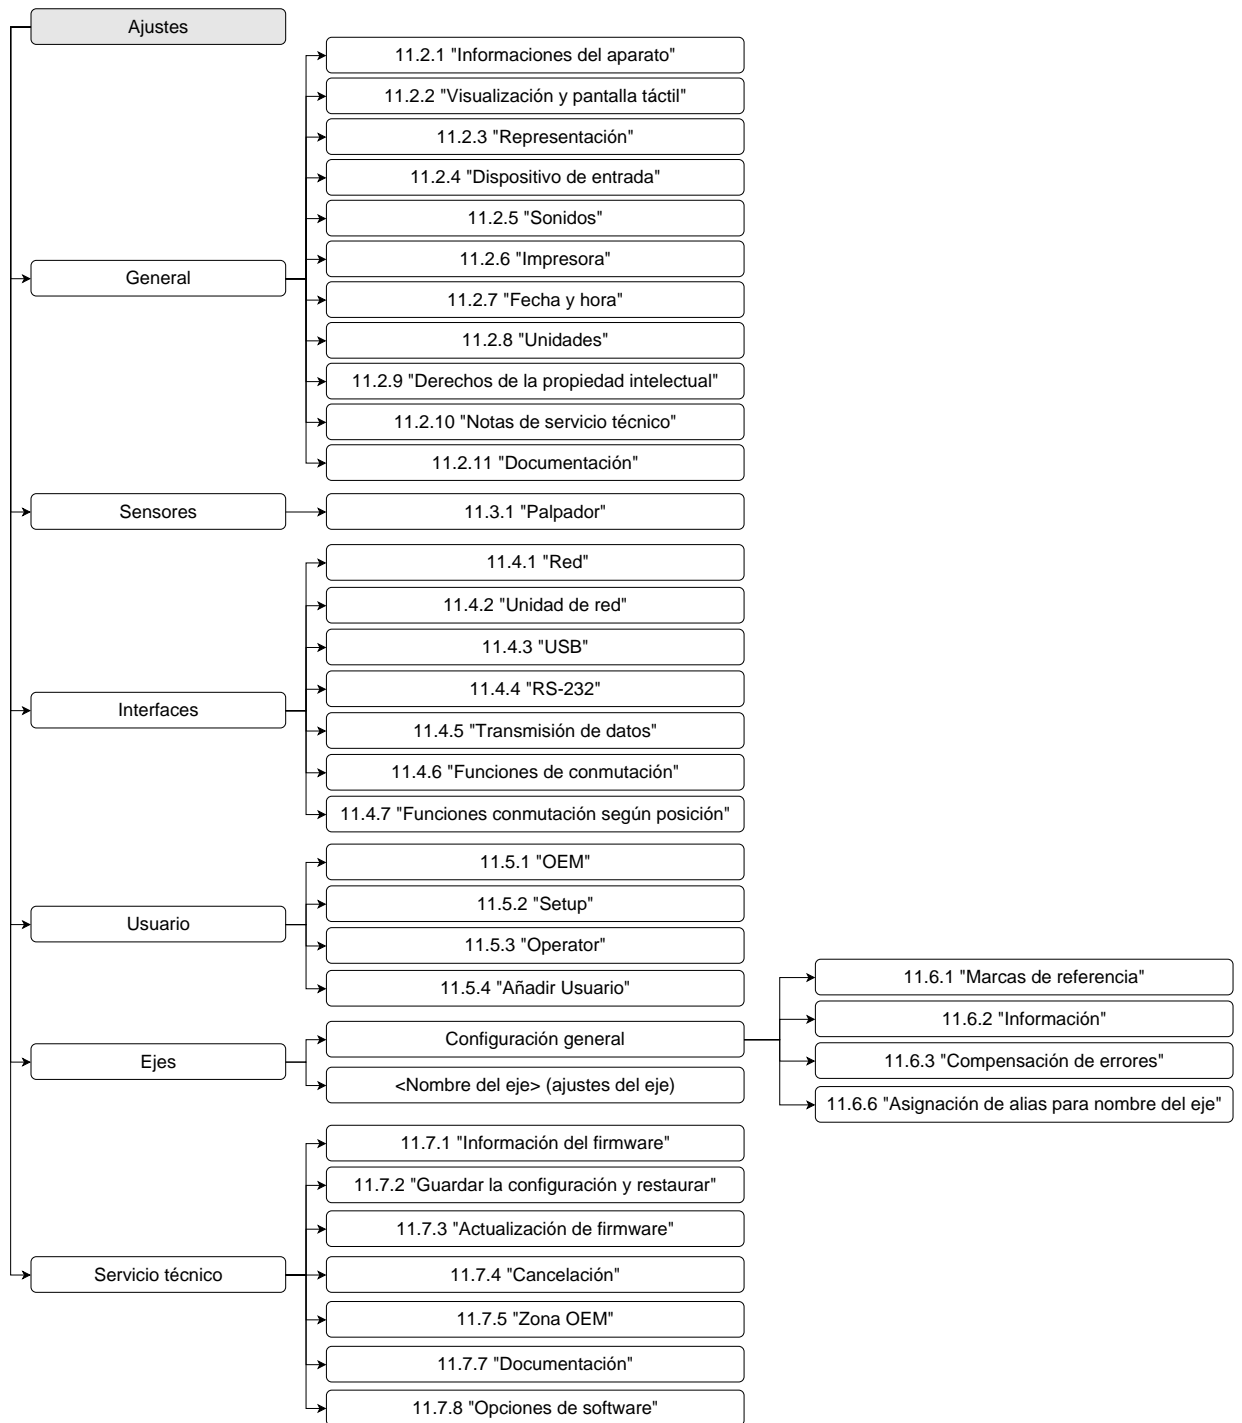 Ajustes
General
11.2.1 "Informaciones del aparato"
11.2.2 "Visualización y pantalla táctil"
11.2.3 "Representación"
11.2.4 "Dispositivo de entrada"
11.2.5 "Sonidos"
11.2.6 "Impresora"
11.2.7 "Fecha y hora"
11.2.8 "Unidades"
11.2.9 "Derechos de la propiedad intelectual"
11.2.10 "Notas de servicio técnico"
11.2.11 "Documentación"
Sensores
11.3.1 "Palpador"
Interfaces
11.4.1 "Red"
11.4.2 "Unidad de red"
11.4.3 "USB"
11.4.4 "RS-232"
11.4.5 "Transmisión de datos"
11.4.6 "Funciones de conmutación"
11.4.7 "Funciones conmutación según posición"
Usuario
11.5.1 "OEM"
11.5.2 "Setup"
11.5.3 "Operator"
11.5.4 "Añadir Usuario"
Ejes
Configuración general
11.6.1 "Marcas de referencia"
11.6.2 "Información"
11.6.3 "Compensación de errores"
11.6.6 "Asignación de alias para nombre del eje"
<Nombre del eje> (ajustes del eje)
Servicio técnico
11.7.1 "Información del firmware"
11.7.2 "Guardar la configuración y restaurar"
11.7.3 "Actualización de firmware"
11.7.4 "Cancelación"
11.7.5 "Zona OEM"
11.7.7 "Documentación"
11.7.8 "Opciones de software"